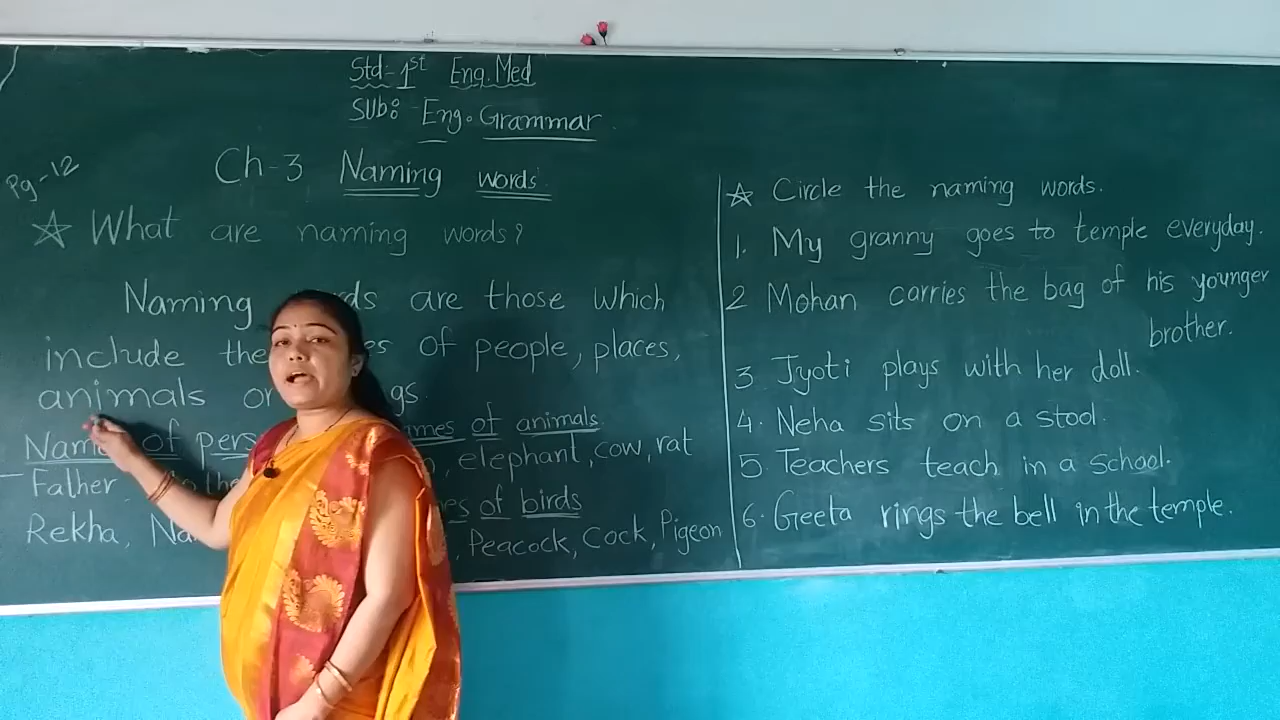 Std- 1st Eng. Med
Sub: - Eng. Grammar
Pg-12
Ch-3 Naming words
☆ What are naming words?
Naming rds are those which
include the es of people, places,
animals or gs.
Name of pers
Father
Rekha, Na
ames of animals
, elephant, cow, rat
es of birds
, Peacock, Cock, Pigeon
☆ Circle the naming words.
1. My granny goes to temple everyday.
2 Mohan carries the bag of his younger
brother.
3. Jyoti plays with her doll.
4. Neha sits on a stool.
5. Teachers teach in a school.
6. Geeta rings the bell in the temple.